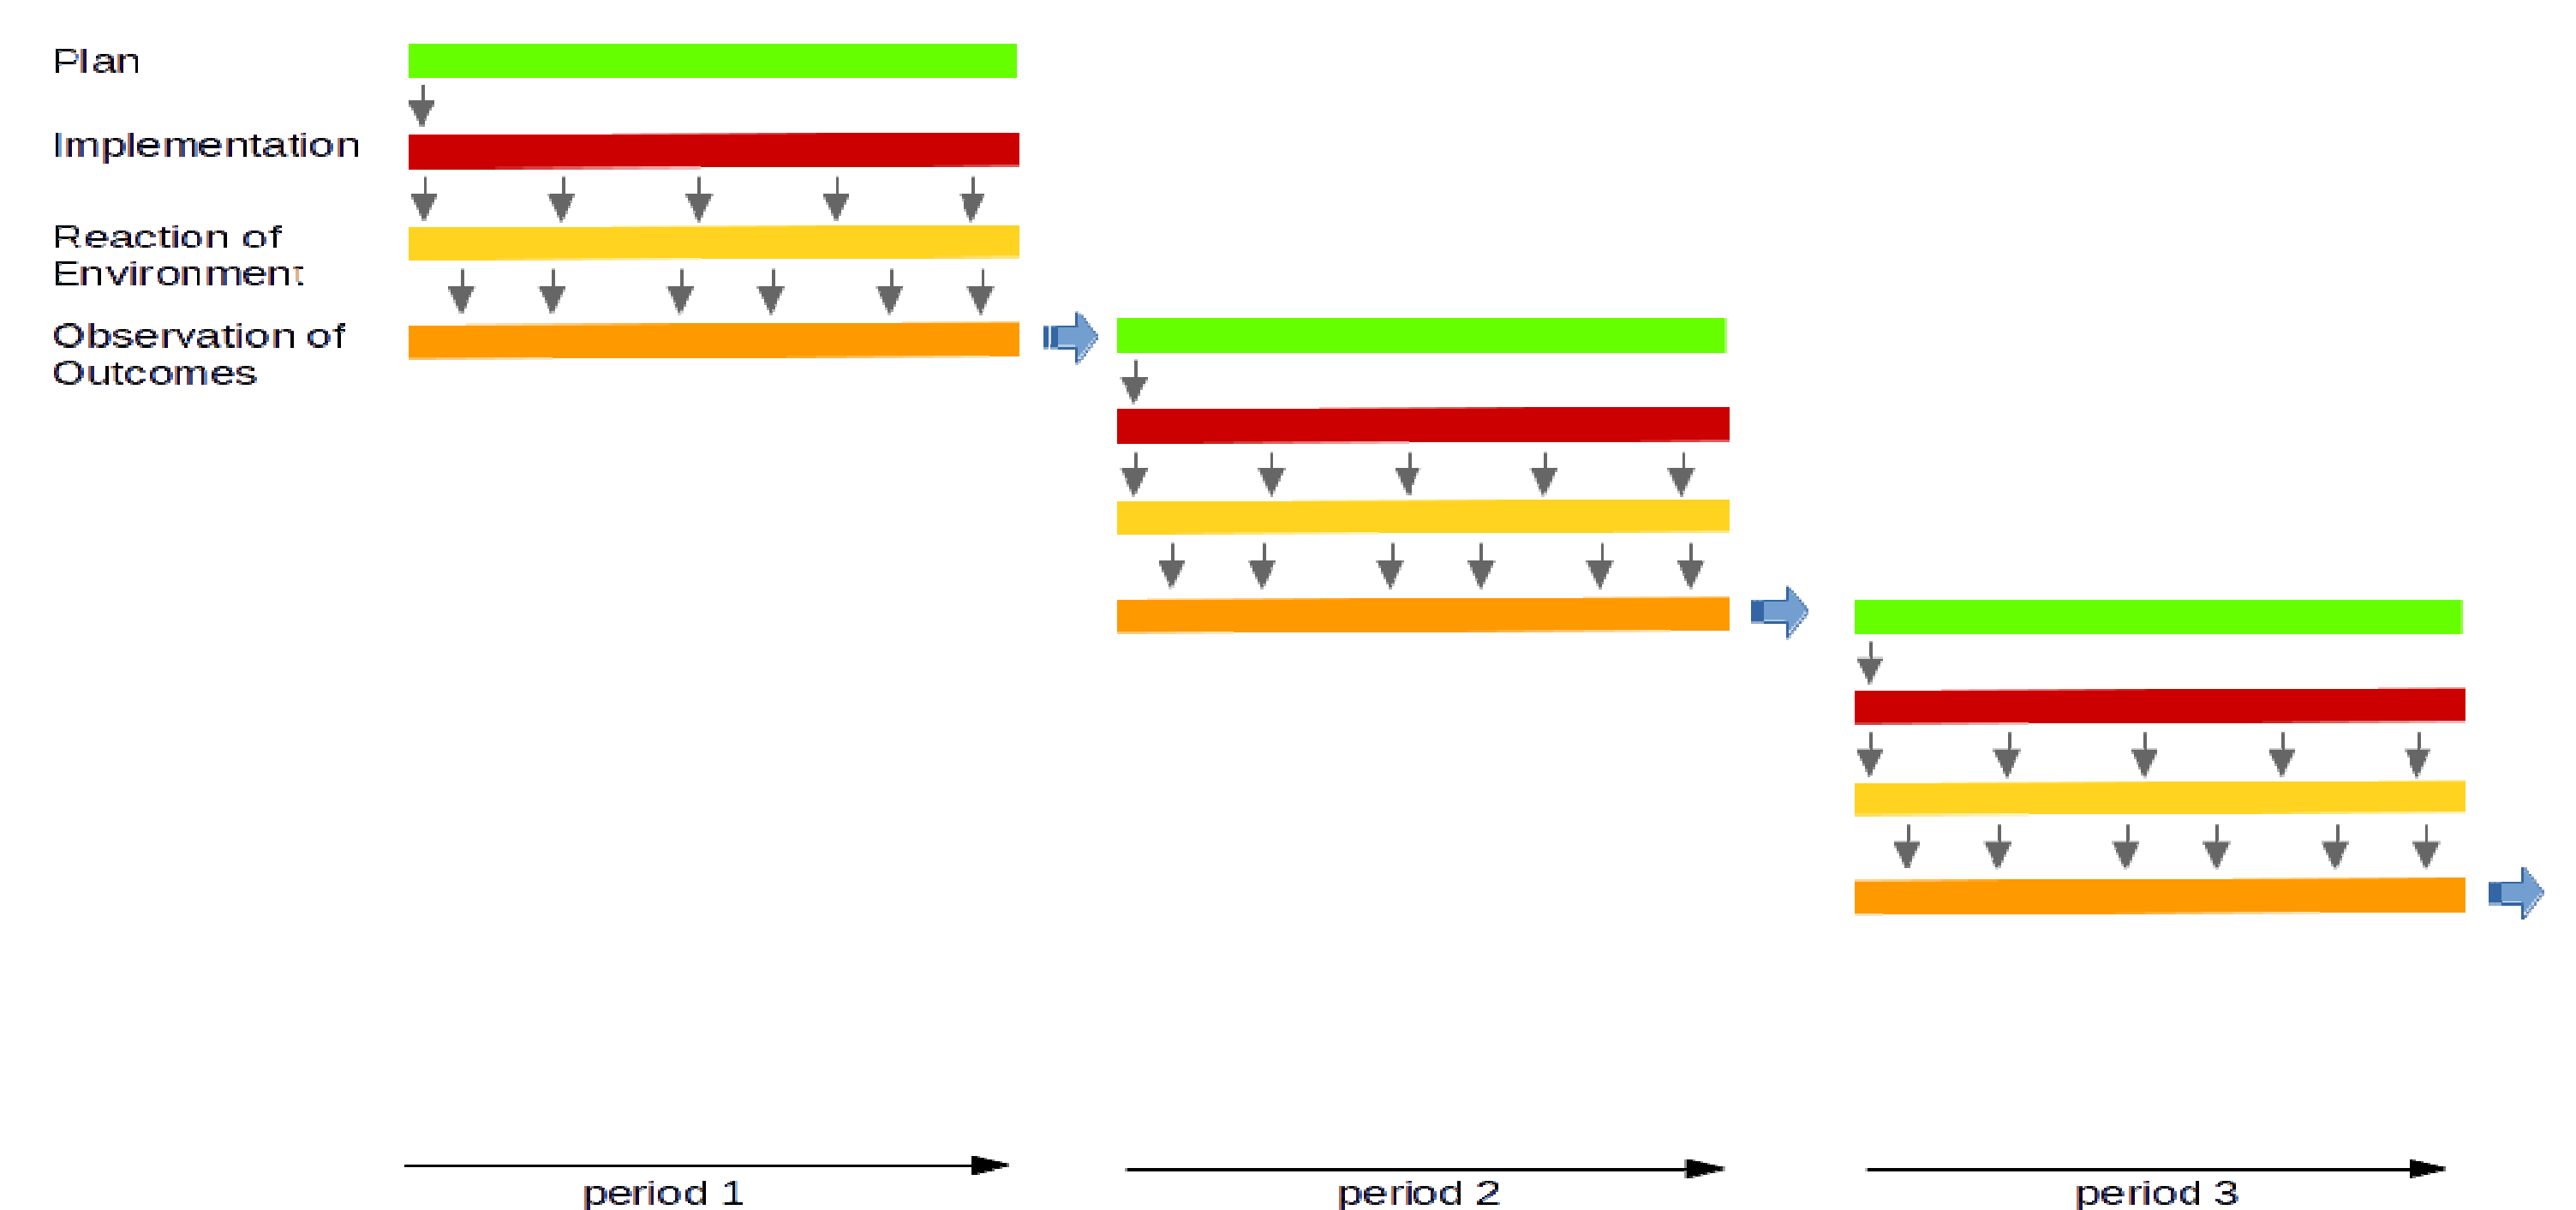 Plan
Implementation
Reaction of
Environment
Observation of
Outcomes
period 1
period 2
period 3